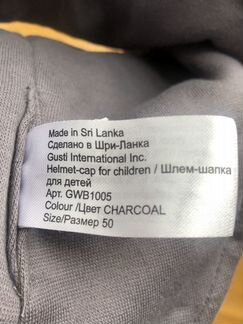 Made in Sri Lanka
Сделано в Шри-Ланка
Gusti International Inc.
Helmet-cap for children / Шлем-шапка
для детей
Арт. GWB1005
Colour /Цвет CHARCOAL
Size/Размер 50